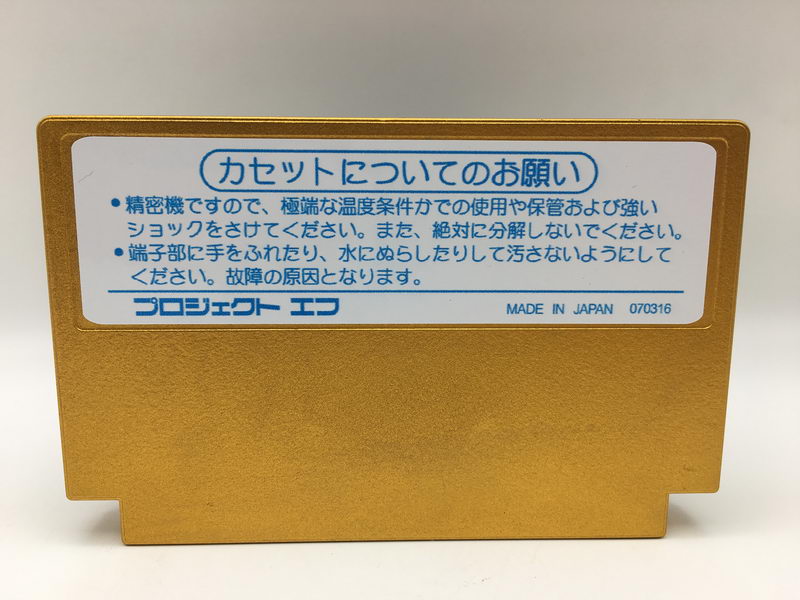 カセットについてのお願い
•精密機ですので、極端な温度条件かでの使用や保管および強い
ショックをさけてください。また、絶対に分解しないでください。
•端子部に手をふれたり、水にぬらしたりして汚さないようにして
ください。故障の原因となります。
プロジェクト エフ MADE IN JAPAN 070316